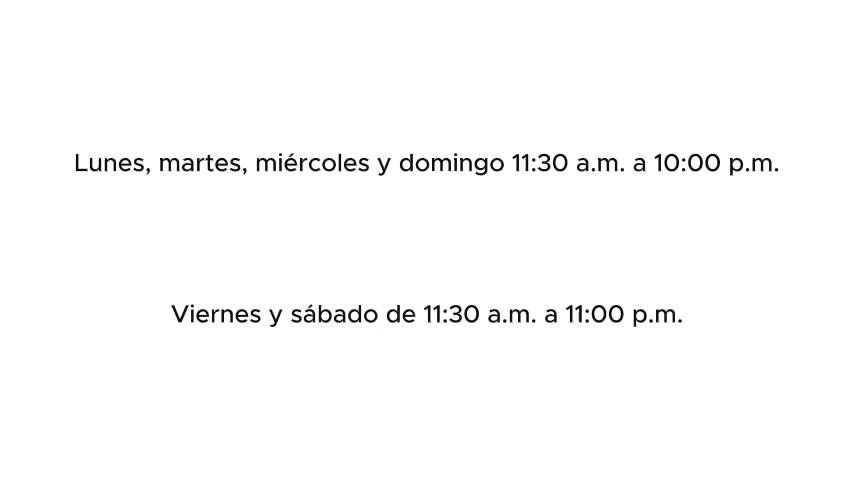 Lunes, martes, miércoles y domingo 11:30 a.m. a 10:00 p.m.
Viernes y sábado de 11:30 a.m. a 11:00 p.m.